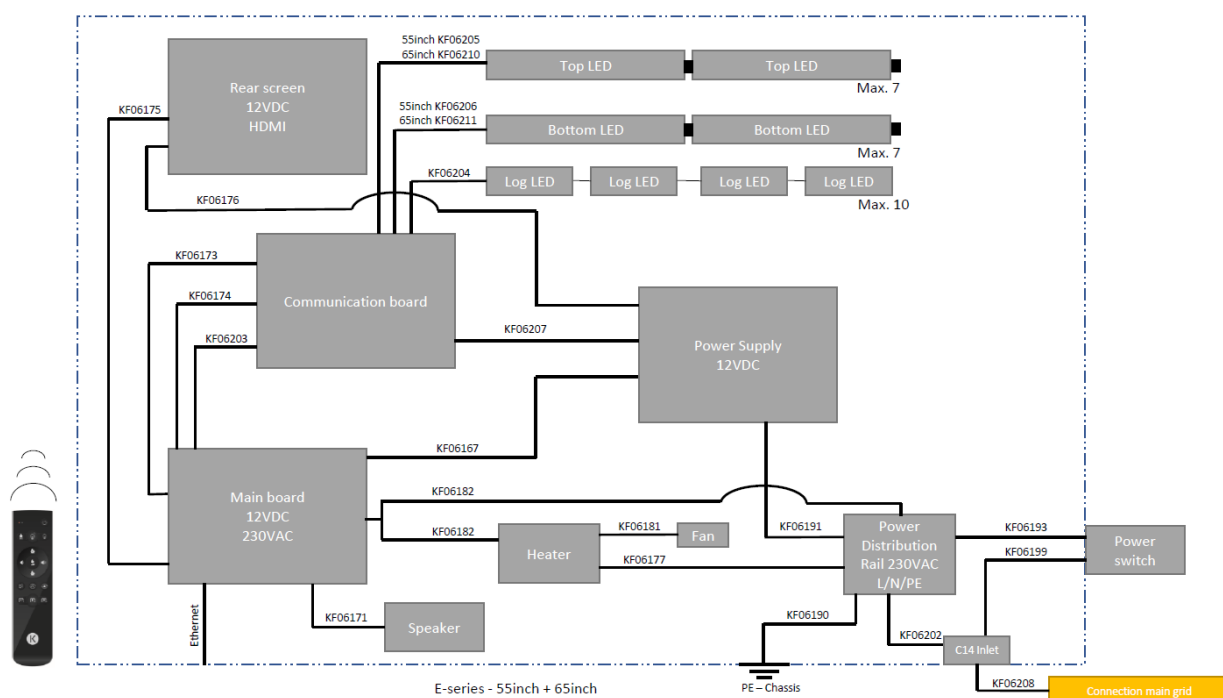 55inch KF06205
65inch KF06210
Top LED
Top LED
Max. 7
Rear screen
12VDC
HDMI
KF06175
55inch KF06206
65inch KF06211
Bottom LED
Bottom LED
Max. 7
KF06204
Log LED
Log LED
Log LED
Log LED
Max. 10
KF06176
KF06173
KF06174
KF06203
Communication board
KF06207
Power Supply
12VDC
KF06167
Main board
12VDC
230VAC
KF06182
KF06182
Heater
KF06181
Fan
KF06177
KF06191
Power
Distribution
Rail 230VAC
L/N/PE
KF06193
KF06199
Power
switch
KF06171
Speaker
Ethernet
KF06190
KF06202
C14 Inlet
KF06208
Connection main grid
PE – Chassis
E-series - 55inch + 65inch
K